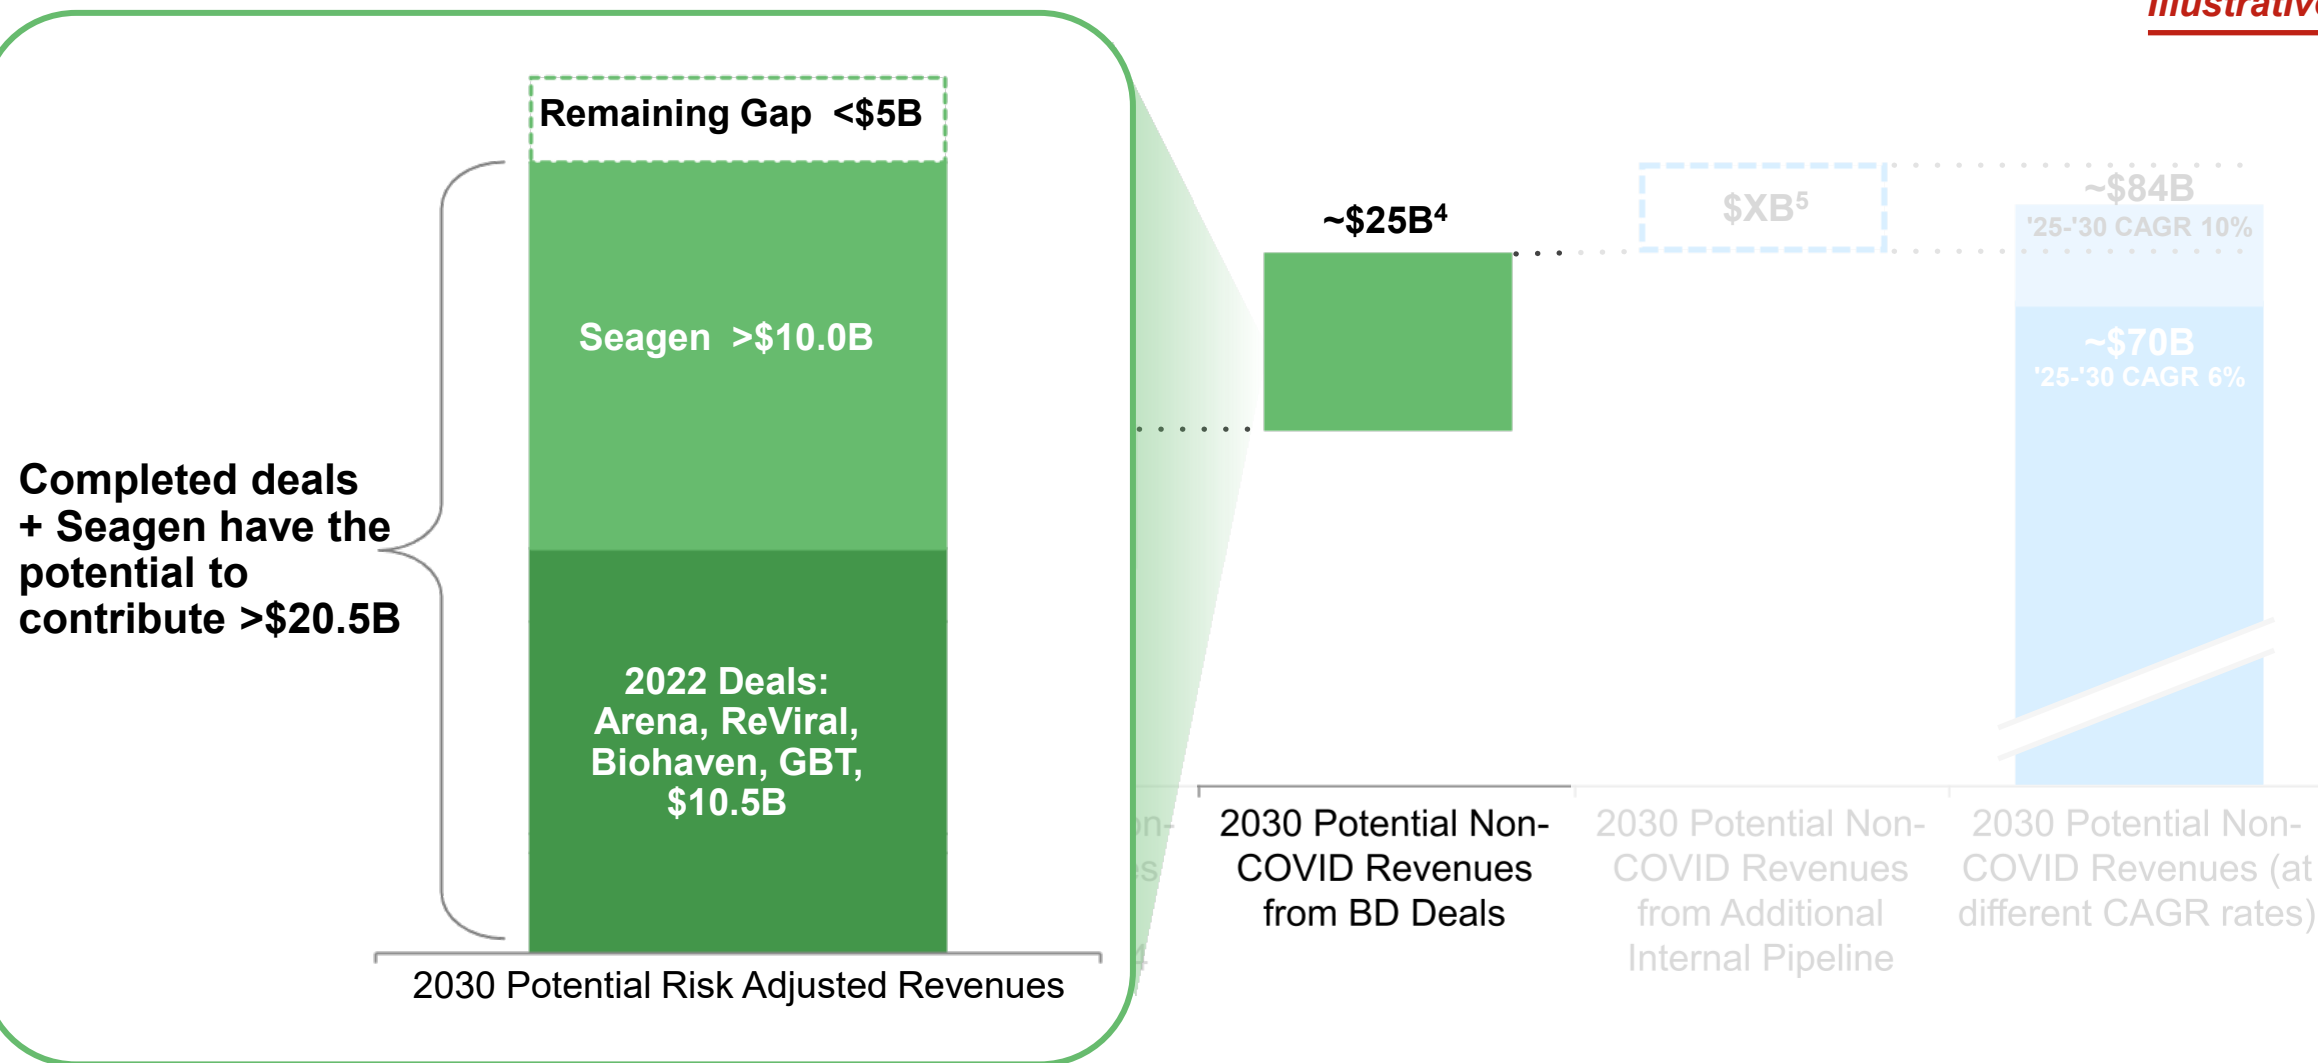 Illustrative
Remaining Gap <$5B
Seagen >$10.0B
2022 Deals:
Arena, ReViral,
Biohaven, GBT,
$10.5B
Completed deals
+ Seagen have the
potential to
contribute >$20.5B
2030 Potential Risk Adjusted Revenues
~$25B⁴
$XB⁵
~$84B
'25-'30 CAGR 10%
~$70B
'25-'30 CAGR 6%
2030 Potential Non-
COVID Revenues
from BD Deals
2030 Potential Non-
COVID Revenues
from Additional
Internal Pipeline
2030 Potential Non-
COVID Revenues (at
different CAGR rates)